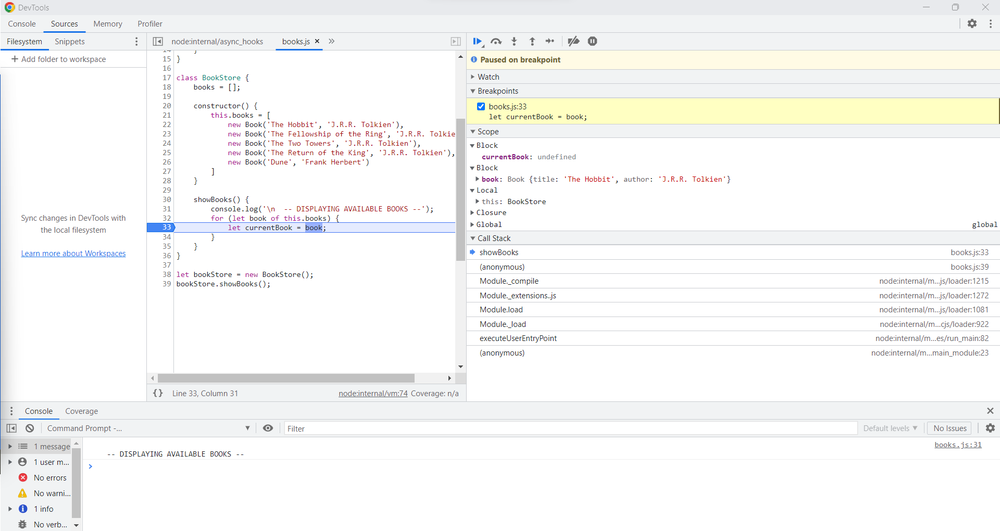 DevTools
Console Sources Memory Profiler
Filesystem Snippets
+ Add folder to workspace
Sync changes in DevTools with
the local filesystem
Learn more about Workspaces
node:internal/async_hooks books.js × »
15 }
16
17 class BookStore {
18     books = [];
19
20     constructor() {
21         this.books = [
22             new Book('The Hobbit', 'J.R.R. Tolkien'),
23             new Book('The Fellowship of the Ring', 'J.R.R. Tolkie
24             new Book('The Two Towers', 'J.R.R. Tolkien'),
25             new Book('The Return of the King', 'J.R.R. Tolkien'),
26             new Book('Dune', 'Frank Herbert')
27         ]
28     }
29
30     showBooks() {
31         console.log('\n  -- DISPLAYING AVAILABLE BOOKS --');
32         for (let book of this.books) {
33             let currentBook = book;
34         }
35     }
36 }
37
38 let bookStore = new BookStore();
39 bookStore.showBooks();
{} Line 33, Column 31 node:internal/vm:74 Coverage: n/a
Paused on breakpoint
Watch
Breakpoints
books.js:33
let currentBook = book;
Scope
Block
currentBook: undefined
Block
book: Book {title: 'The Hobbit', author: 'J.R.R. Tolkien'}
Local
this: BookStore
Closure
Global global
Call Stack
showBooks books.js:33
(anonymous) books.js:39
Module._compile node:internal/m...js/loader:1215
Module._extensions..js node:internal/m...js/loader:1272
Module.load node:internal/m...js/loader:1081
Module._load node:internal/m...cjs/loader:922
executeUserEntryPoint node:internal/m...es/run_main:82
(anonymous) node:internal/m...main_module:23
Console Coverage
Command Prompt -... Filter Default levels No Issues
1 message
1 user m...
No errors
No warni...
1 info
No verb...
books.js:31
-- DISPLAYING AVAILABLE BOOKS --
>